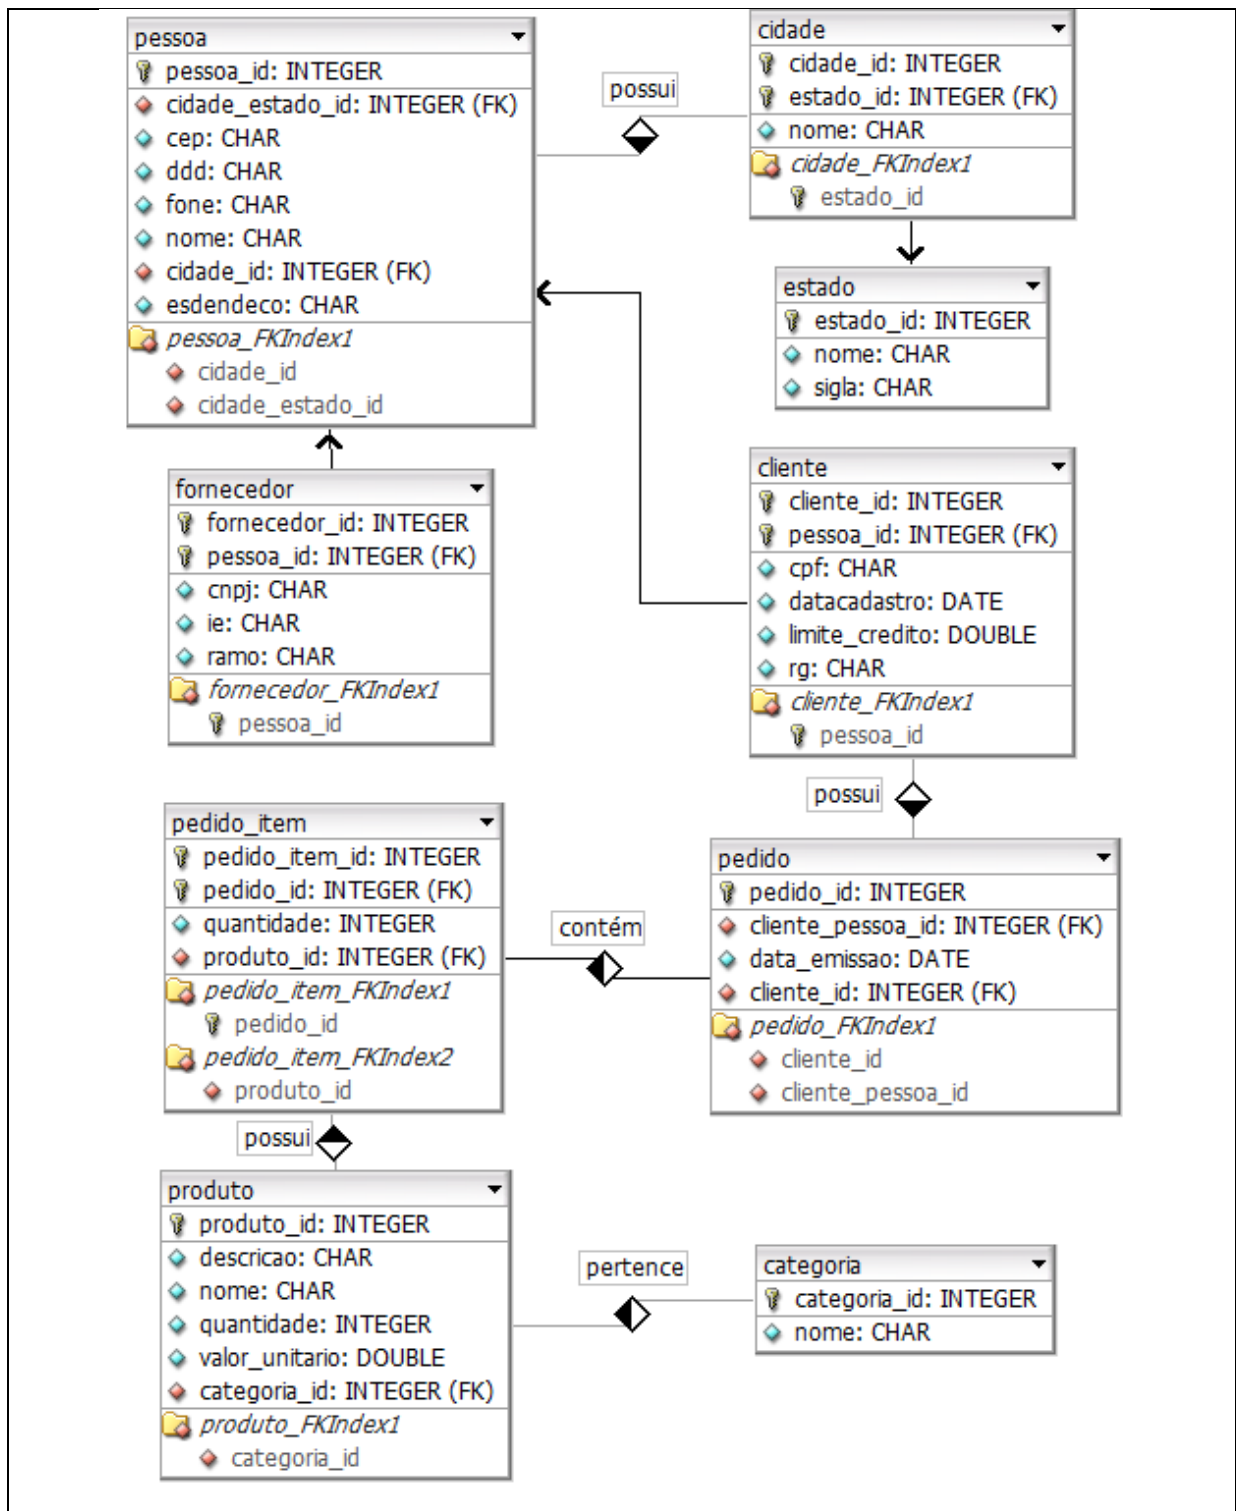 pessoa
pessoa_id: INTEGER
cidade_estado_id: INTEGER (FK)
cep: CHAR
ddd: CHAR
fone: CHAR
nome: CHAR
cidade_id: INTEGER (FK)
esdendeco: CHAR
pessoa_FKIndex1
cidade_id
cidade_estado_id
possui
cidade
cidade_id: INTEGER
estado_id: INTEGER (FK)
nome: CHAR
cidade_FKIndex1
estado_id
estado
estado_id: INTEGER
nome: CHAR
sigla: CHAR
fornecedor
fornecedor_id: INTEGER
pessoa_id: INTEGER (FK)
cnpj: CHAR
ie: CHAR
ramo: CHAR
fornecedor_FKIndex1
pessoa_id
cliente
cliente_id: INTEGER
pessoa_id: INTEGER (FK)
cpf: CHAR
datacadastro: DATE
limite_credito: DOUBLE
rg: CHAR
cliente_FKIndex1
pessoa_id
possui
pedido_item
pedido_item_id: INTEGER
pedido_id: INTEGER (FK)
quantidade: INTEGER
produto_id: INTEGER (FK)
pedido_item_FKIndex1
pedido_id
pedido_item_FKIndex2
produto_id
contém
pedido
pedido_id: INTEGER
cliente_pessoa_id: INTEGER (FK)
data_emissao: DATE
cliente_id: INTEGER (FK)
pedido_FKIndex1
cliente_id
cliente_pessoa_id
possui
produto
produto_id: INTEGER
descricao: CHAR
nome: CHAR
quantidade: INTEGER
valor_unitario: DOUBLE
categoria_id: INTEGER (FK)
produto_FKIndex1
categoria_id
pertence
categoria
categoria_id: INTEGER
nome: CHAR